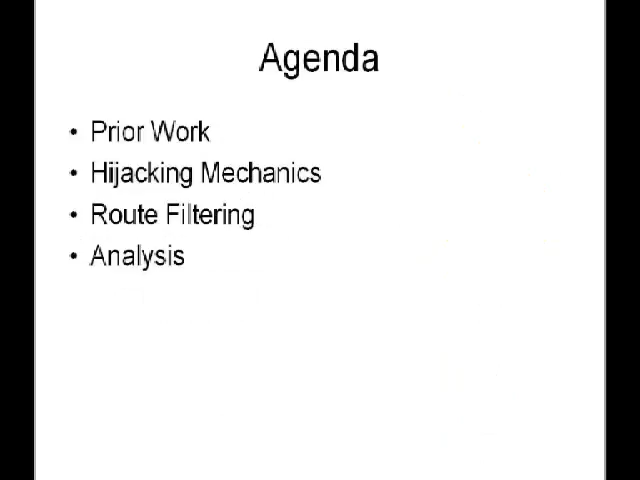 Agenda
• Prior Work
• Hijacking Mechanics
• Route Filtering
• Analysis